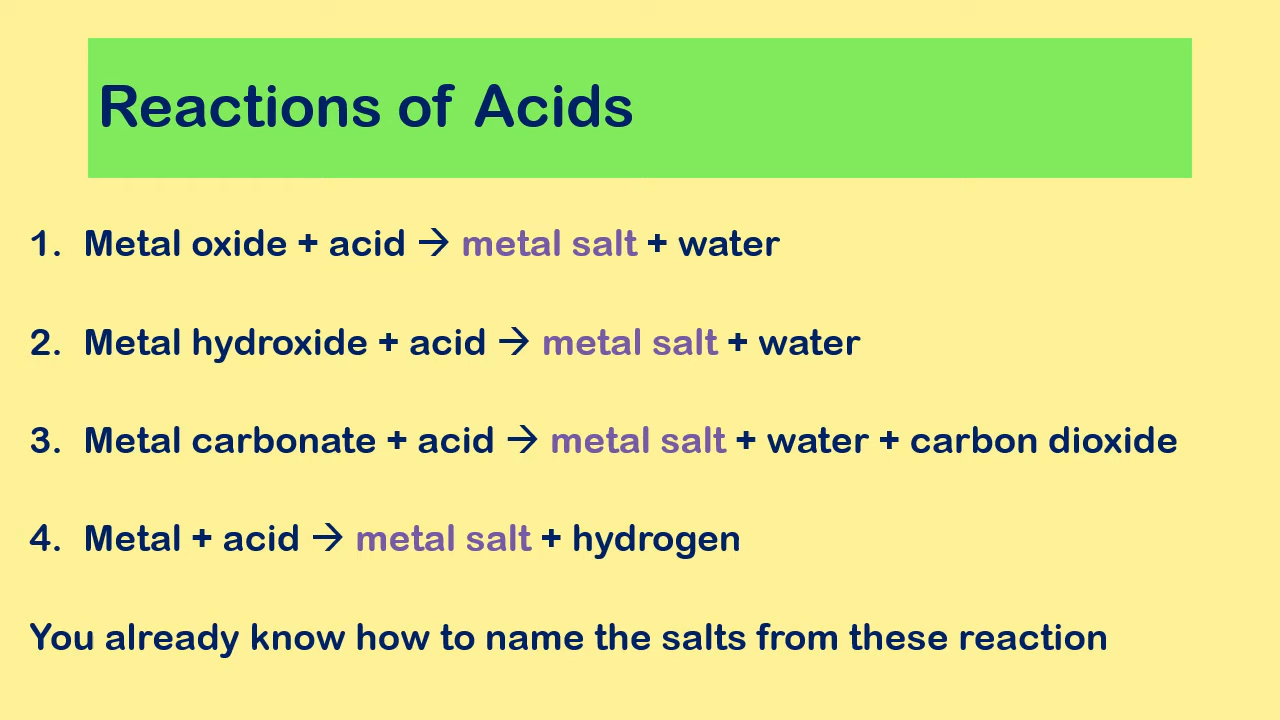 Reactions of Acids
1. Metal oxide + acid → metal salt + water
2. Metal hydroxide + acid → metal salt + water
3. Metal carbonate + acid → metal salt + water + carbon dioxide
4. Metal + acid → metal salt + hydrogen
You already know how to name the salts from these reaction